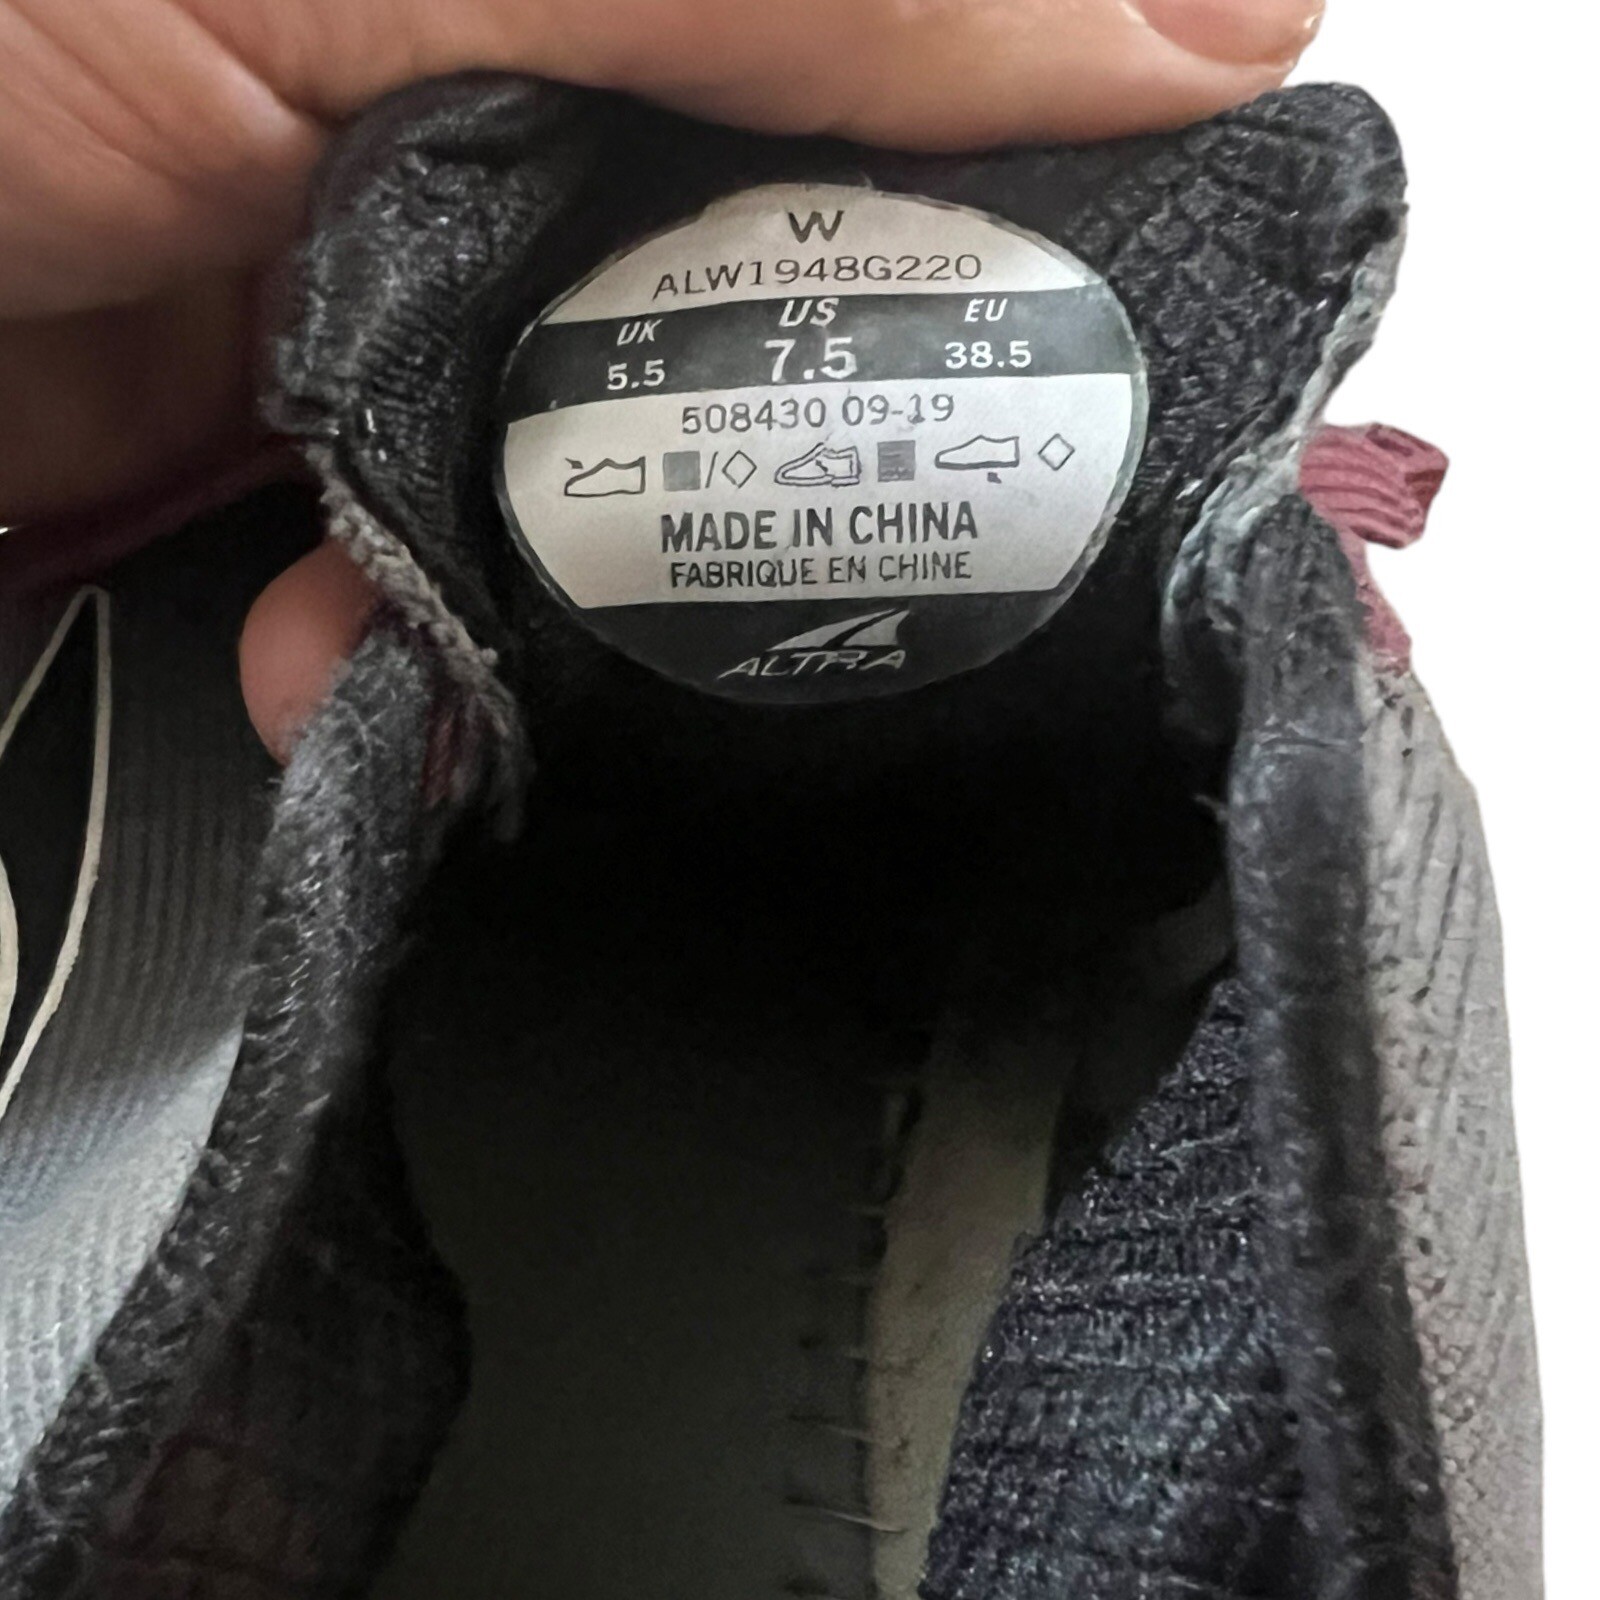 W
ALW1948G220
UK US EU
5.5 7.5 38.5
508430 09-19
MADE IN CHINA
FABRIQUE EN CHINE
ALTRA